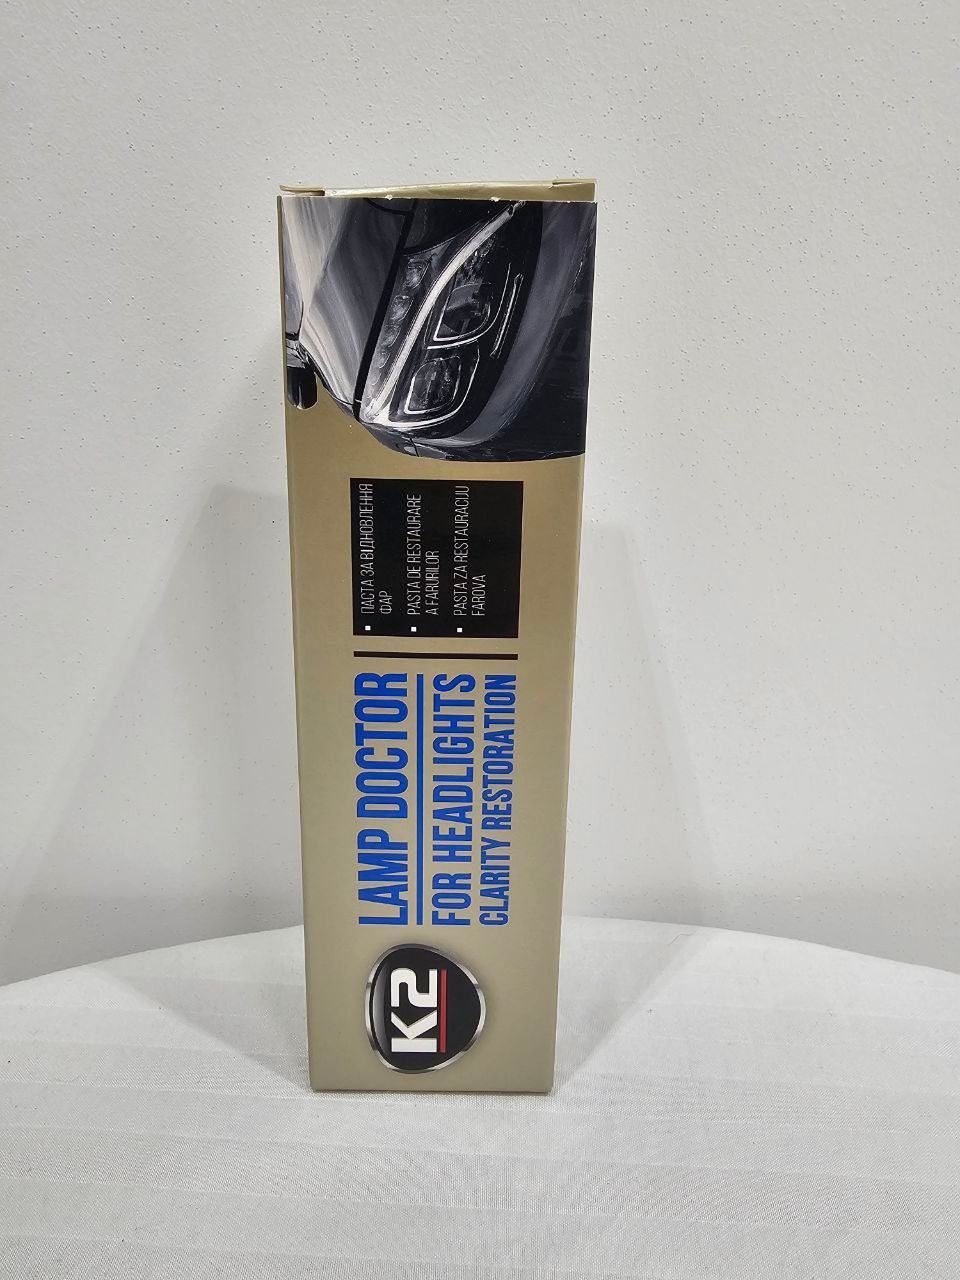 K2
LAMP DOCTOR
FOR HEADLIGHTS
CLARITY RESTORATION
▪ ПАСТА ЗА ВІДНОВЛЕННЯ
ФАР
▪ PASTA DE RESTAURARE
A FARURILOR
▪ PASTA ZA RESTAURACIJU
FAROVA